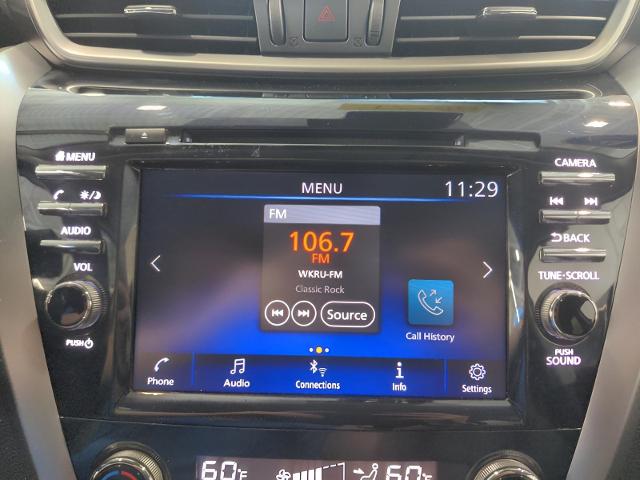 MENU
CAMERA
MENU
11:29
FM
106.7
FM
WKRU-FM
Classic Rock
Source
Call History
AUDIO
BACK
VOL
TUNE·SCROLL
PUSH
PUSH
SOUND
Phone
Audio
Connections
Info
Settings
60°F
60°F